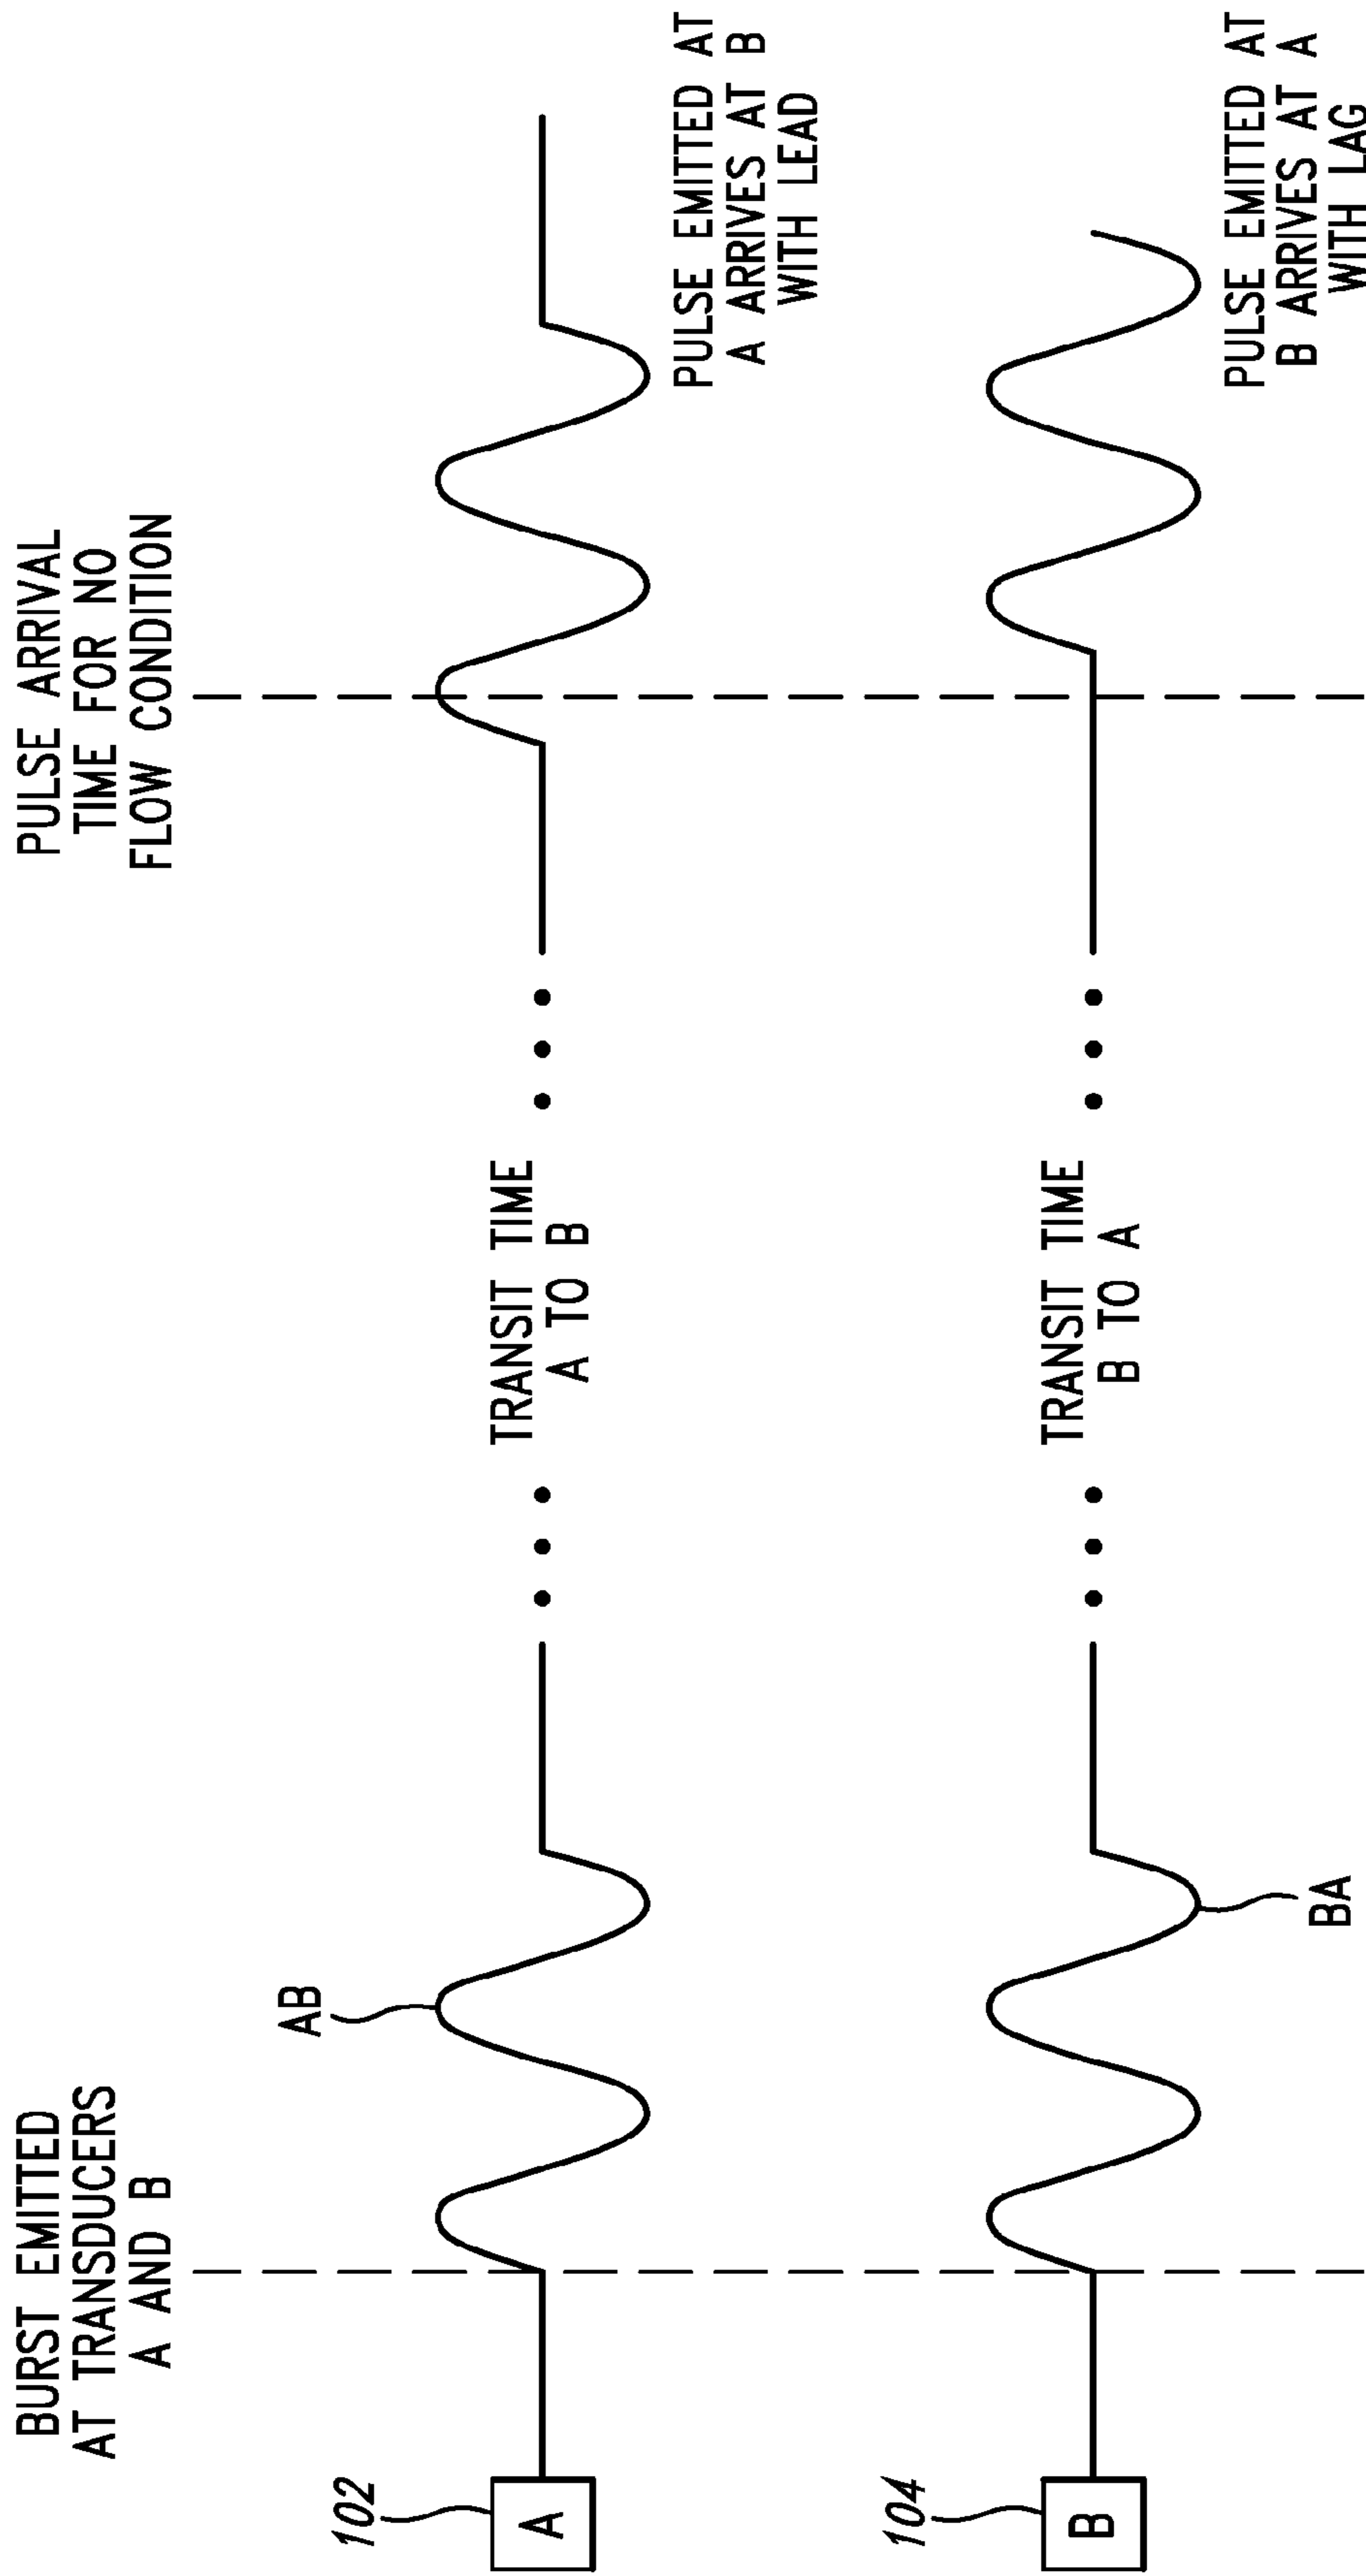 BURST EMITTED
AT TRANSDUCERS
A AND B
PULSE ARRIVAL
TIME FOR NO
FLOW CONDITION
102
A
AB
TRANSIT TIME
A TO B
PULSE EMITTED AT
A ARRIVES AT B
WITH LEAD
104
B
BA
TRANSIT TIME
B TO A
PULSE EMITTED AT
B ARRIVES AT A
WITH LAG